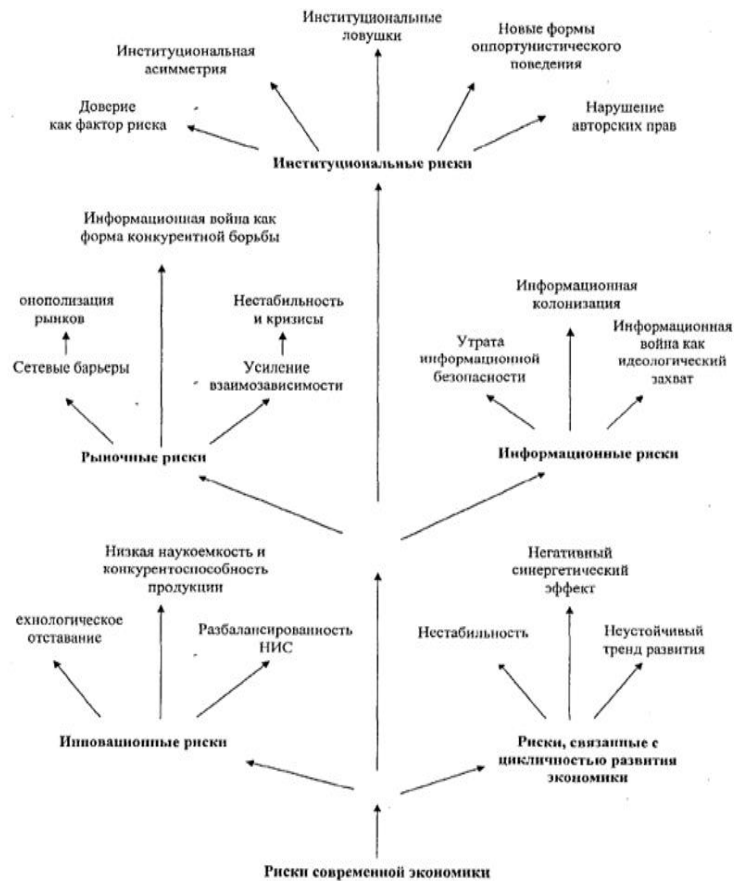 Институциональные
ловушки
Новые формы
оппортунистического
поведения
Институциональная
асимметрия
Доверие
как фактор риска
Нарушение
авторских прав
Институциональные риски
Информационная война как
форма конкурентной борьбы
онополизация
рынков
Нестабильность
и кризисы
Сетевые барьеры
Усиление
взаимозависимости
Рыночные риски
Информационная
колонизация
Утрата
информационной
безопасности
Информационная
война как
идеологический
захват
Информационные риски
Низкая наукоемкость и
конкурентоспособность
продукции
ехнологическое
отставание
Разбалансированность
НИС
Инновационные риски
Негативный
синергетический
эффект
Нестабильность
Неустойчивый
тренд развития
Риски, связанные с
цикличностью развития
экономики
Риски современной экономики